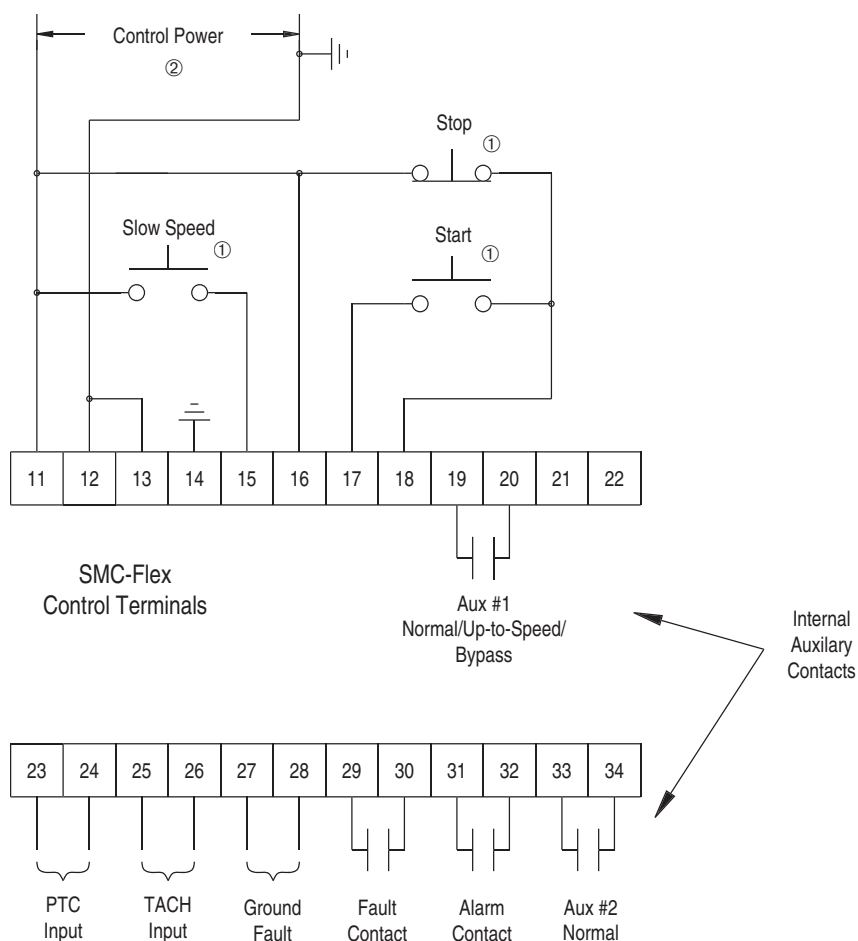 Control Power
②
Stop
①
Slow Speed
①
Start
①
11 12 13 14 15 16 17 18 19 20 21 22
SMC-Flex
Control Terminals
Aux #1
Normal/Up-to-Speed/
Bypass
Internal
Auxilary
Contacts
23 24 25 26 27 28 29 30 31 32 33 34
PTC
Input
TACH
Input
Ground
Fault
Fault
Contact
Alarm
Contact
Aux #2
Normal